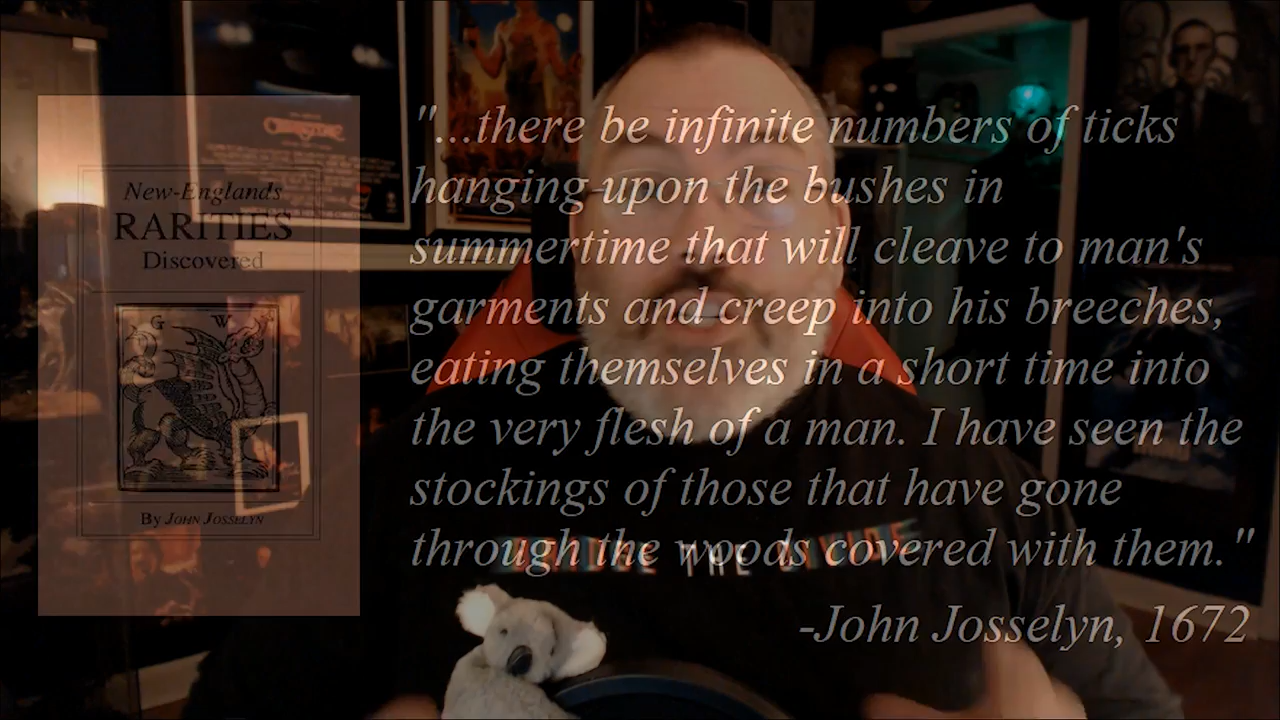 New-Englands
RARITIES
Discovered
G W
By JOHN JOSSELYN
"...there be infinite numbers of ticks
hanging upon the bushes in
summertime that will cleave to man's
garments and creep into his breeches,
eating themselves in a short time into
the very flesh of a man. I have seen the
stockings of those that have gone
through the woods covered with them."
-John Josselyn, 1672
THE